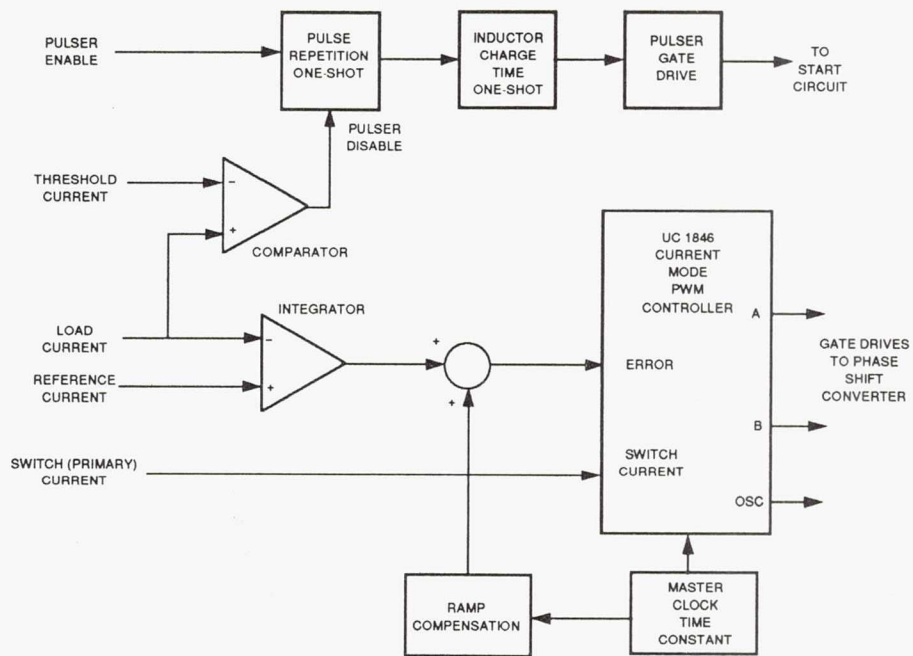 PULSER
ENABLE
PULSE
REPETITION
ONE-SHOT
INDUCTOR
CHARGE
TIME
ONE-SHOT
PULSER
GATE
DRIVE
TO
START
CIRCUIT
PULSER
DISABLE
THRESHOLD
CURRENT
-
+
COMPARATOR
UC 1846
CURRENT
MODE
PWM
CONTROLLER
A
INTEGRATOR
LOAD
CURRENT
-
REFERENCE
CURRENT
+
+
+
ERROR
GATE DRIVES
TO PHASE
SHIFT
CONVERTER
B
SWITCH (PRIMARY)
CURRENT
SWITCH
CURRENT
OSC
RAMP
COMPENSATION
MASTER
CLOCK
TIME
CONSTANT